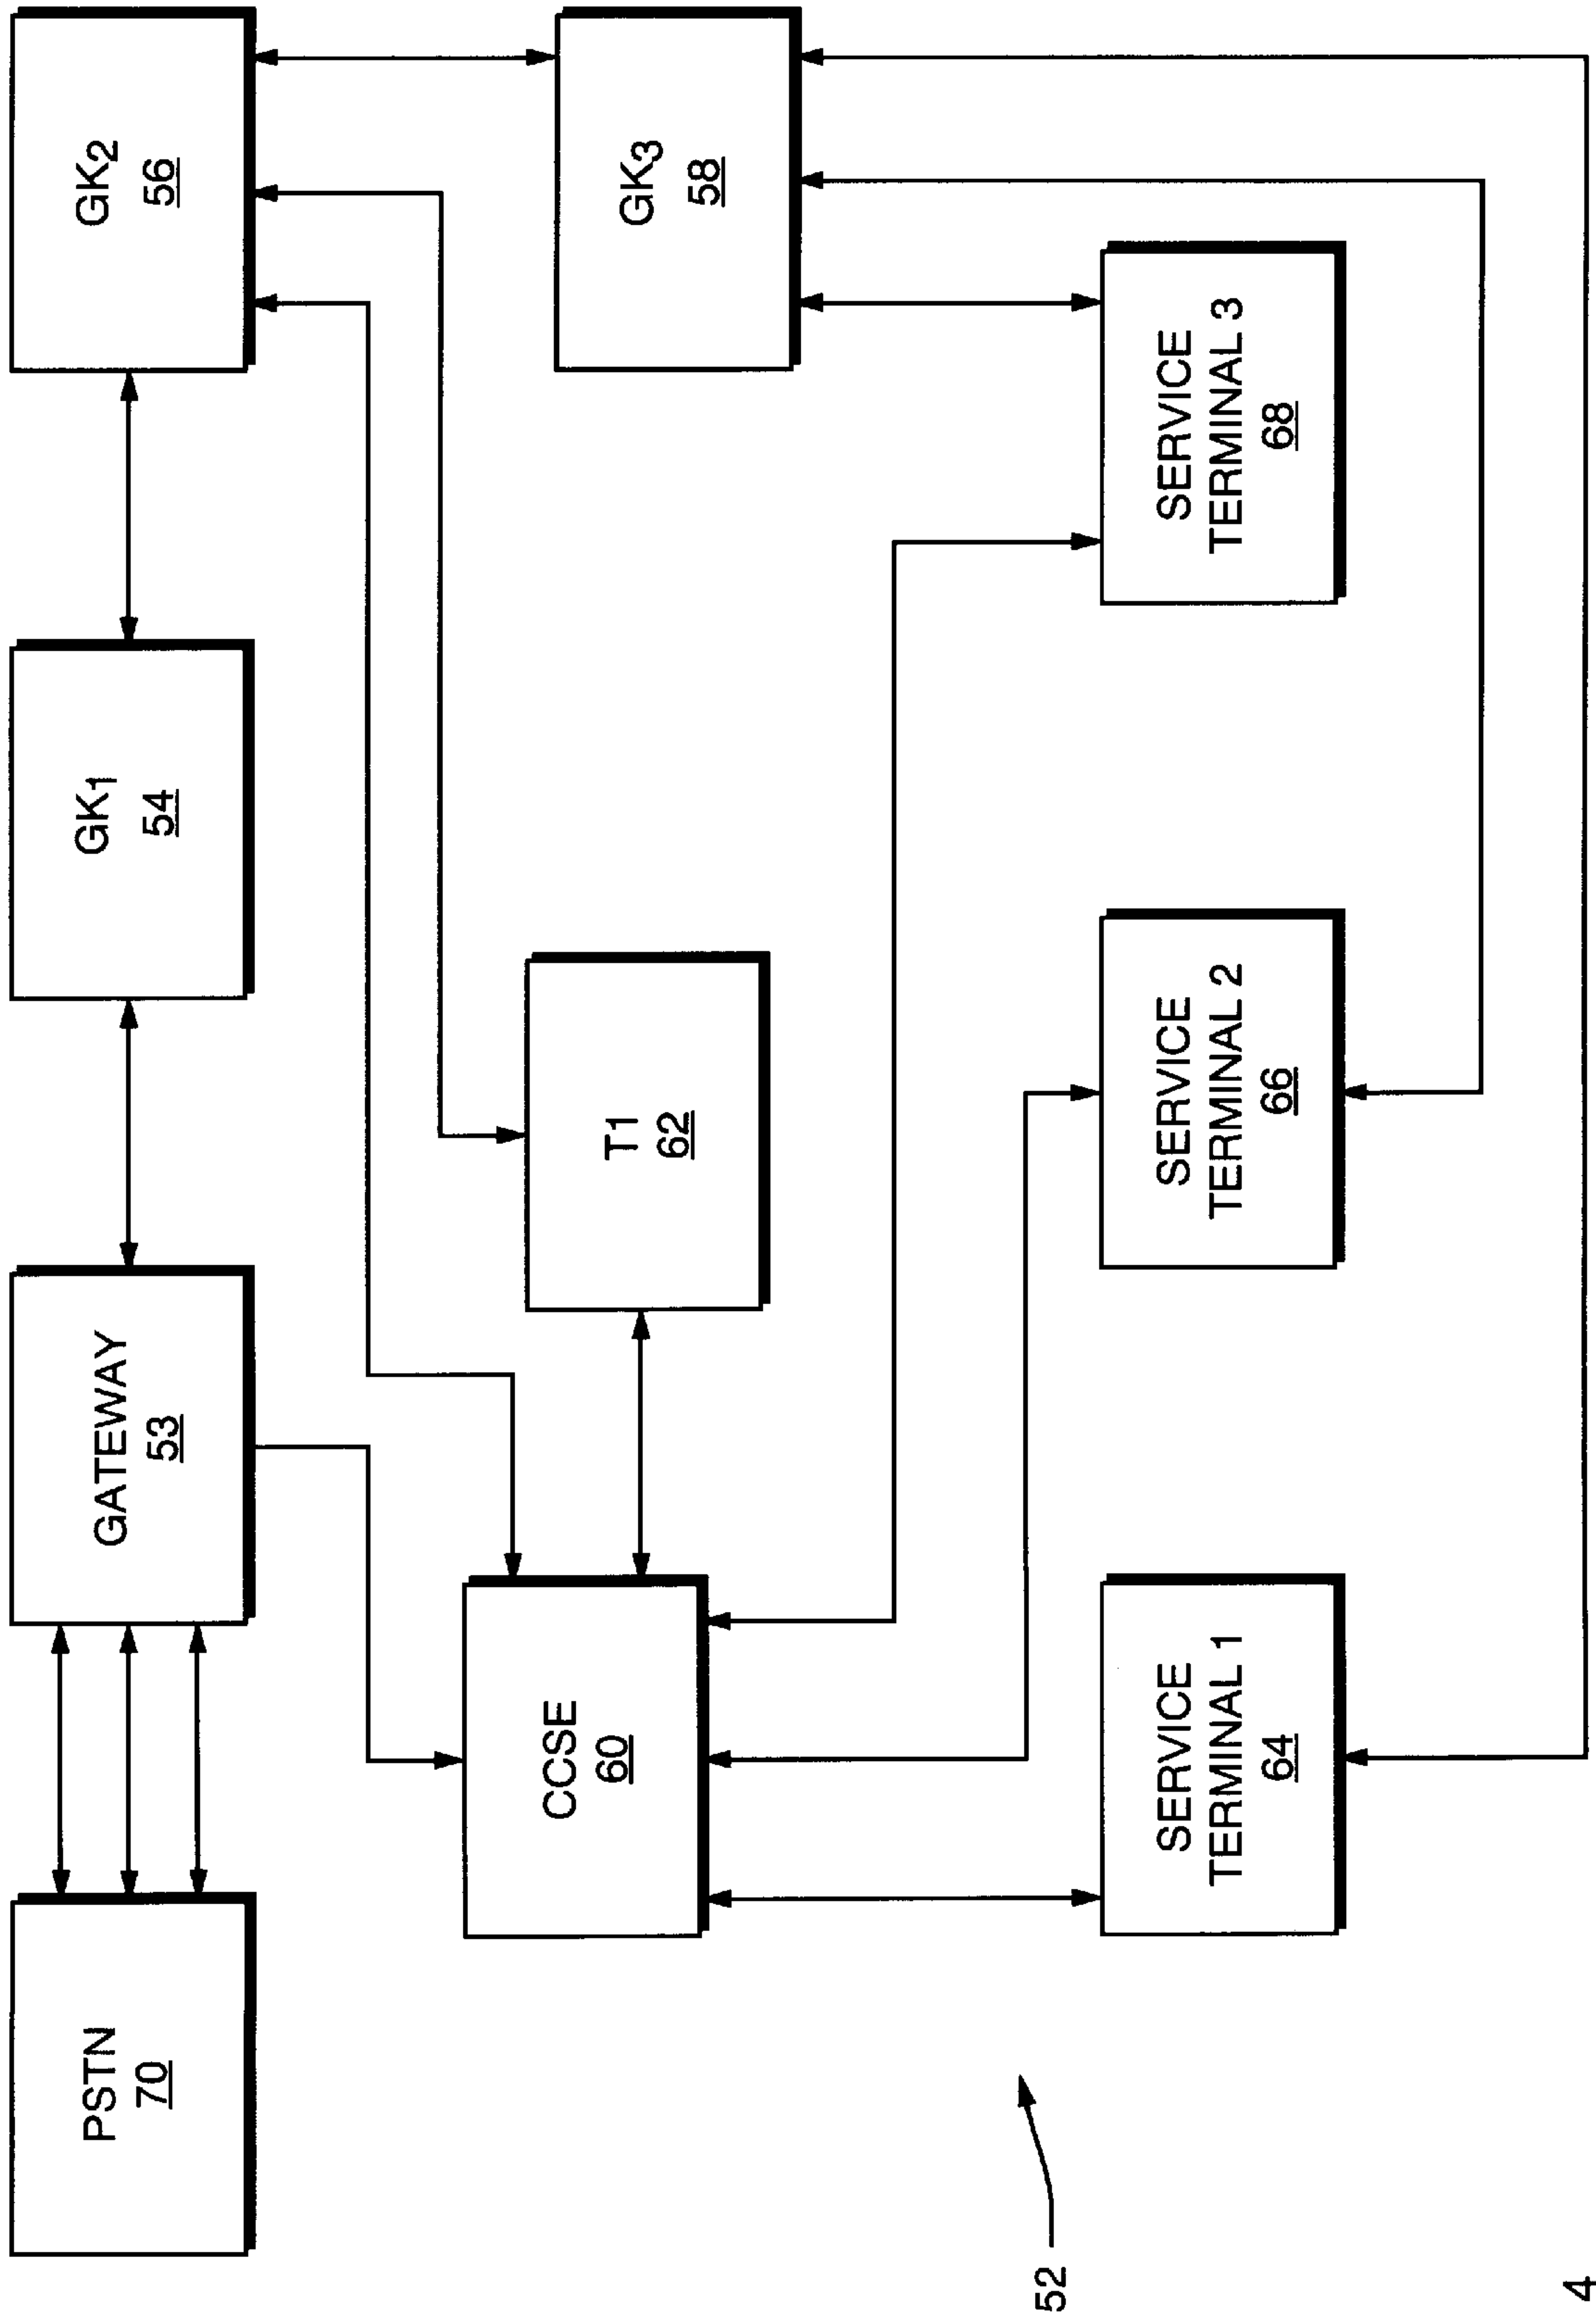 PSTN
70
GATEWAY
53
GK1
54
GK2
56
CCSE
60
T1
62
GK3
58
SERVICE
TERMINAL 1
64
SERVICE
TERMINAL 2
66
SERVICE
TERMINAL 3
68
52
4